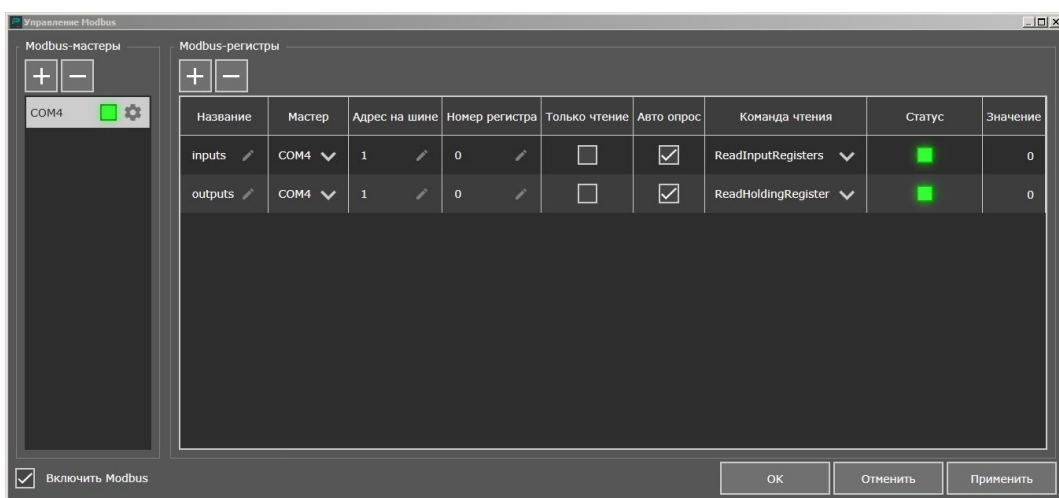 Управление Modbus
Modbus-мастеры
Modbus-регистры
COM4
Название Мастер Адрес на шине Номер регистра Только чтение Авто опрос Команда чтения Статус Значение
inputs COM4 1 0 ReadInputRegisters 0
outputs COM4 1 0 ReadHoldingRegister 0
Включить Modbus
OK Отменить Применить